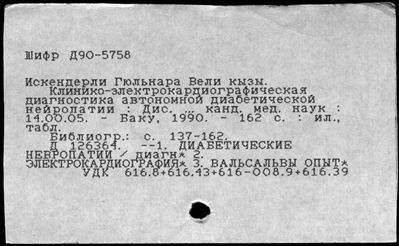 Шифр Д90-5758
Искендерли Гюльнара Вели кызы.
Клинико-электрокардиографическая
диагностика автономной диабетической
нейропатии : Дис. ... канд. мед. наук :
14.00.05. - Баку, 1990. - 162 с. : ил.,
табл.
Библиогр.: с. 137-162.
Д 126364. --1. ДИАБЕТИЧЕСКИЕ
НЕВРОПАТИИ / диагн* 2.
ЭЛЕКТРОКАРДИОГРАФИЯ* 3. ВАЛЬСАЛЬВЫ ОПЫТ*
УДК 616.8+616.43+616-008.9+616.39